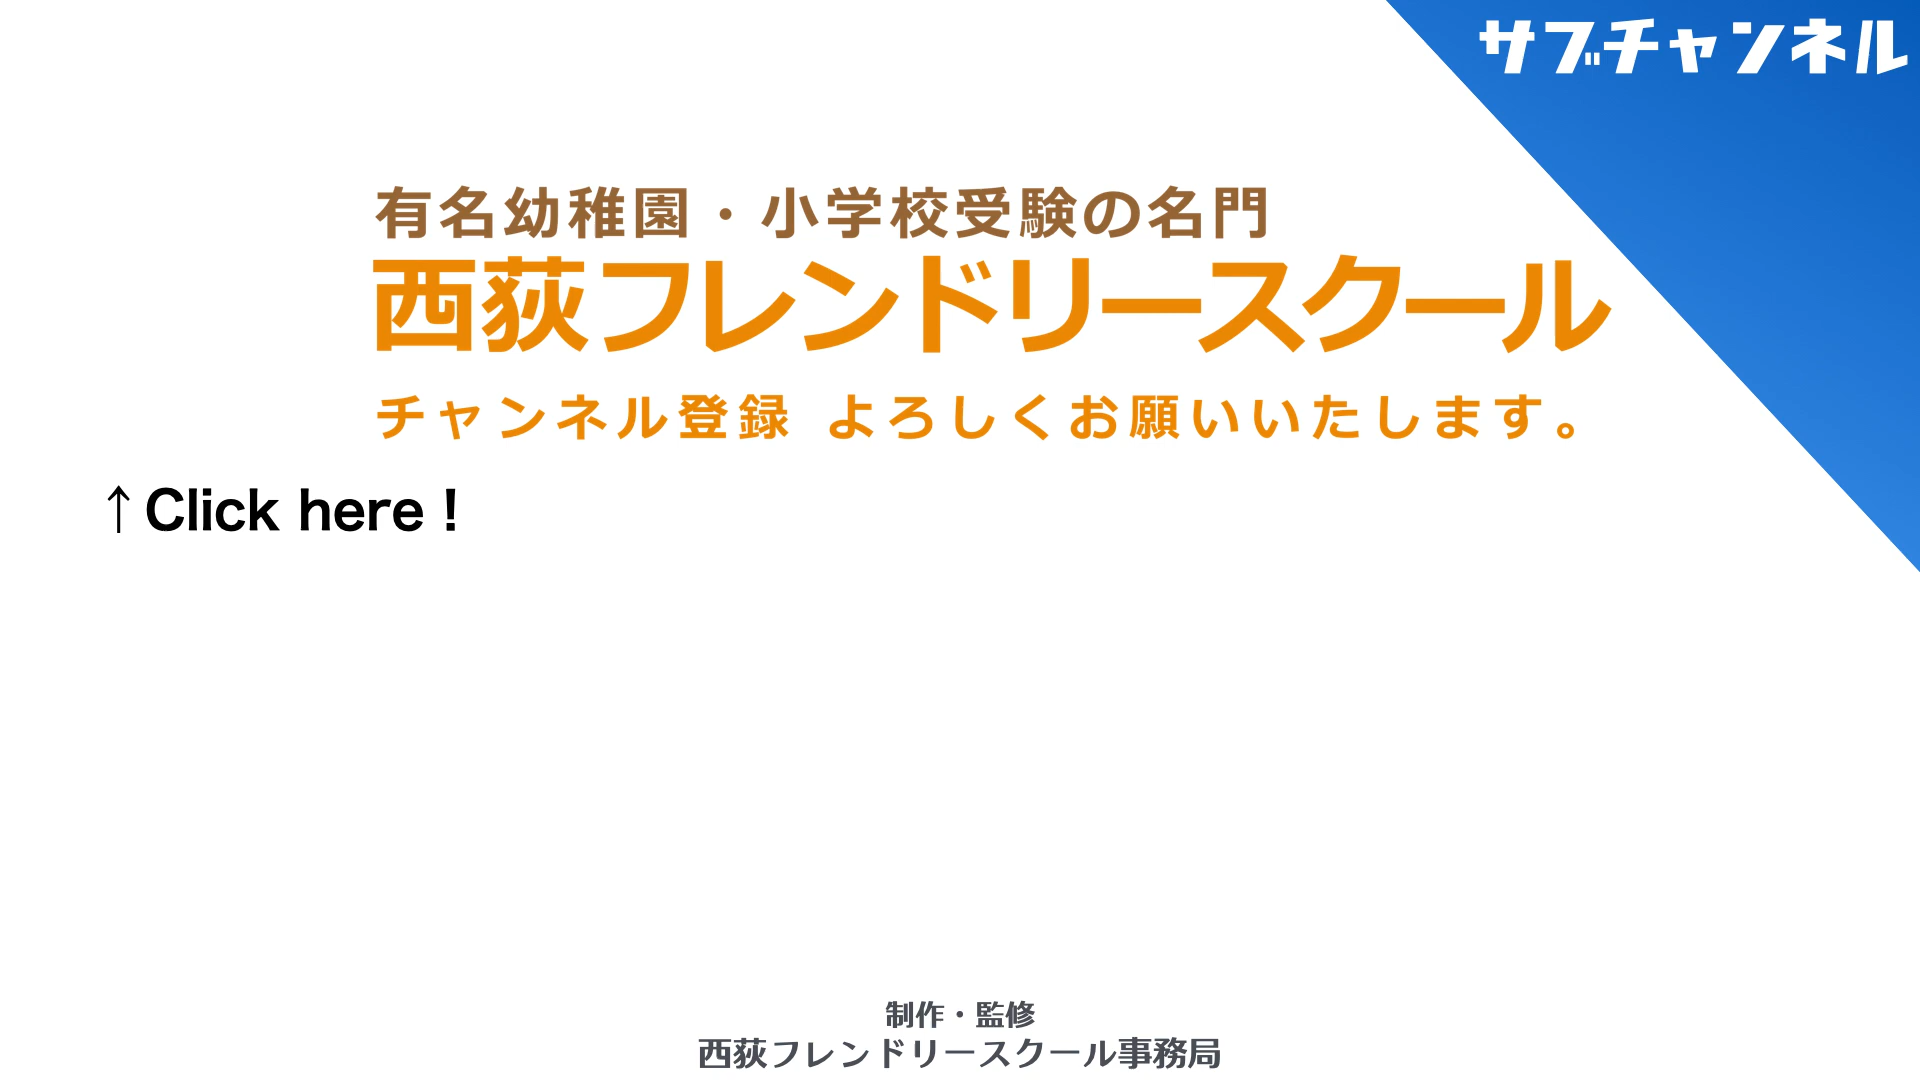 サブチャンネル
有名幼稚園・小学校受験の名門
西荻フレンドリースクール
チャンネル登録 よろしくお願いいたします。
↑Click here !
制作・監修
西荻フレンドリースクール事務局